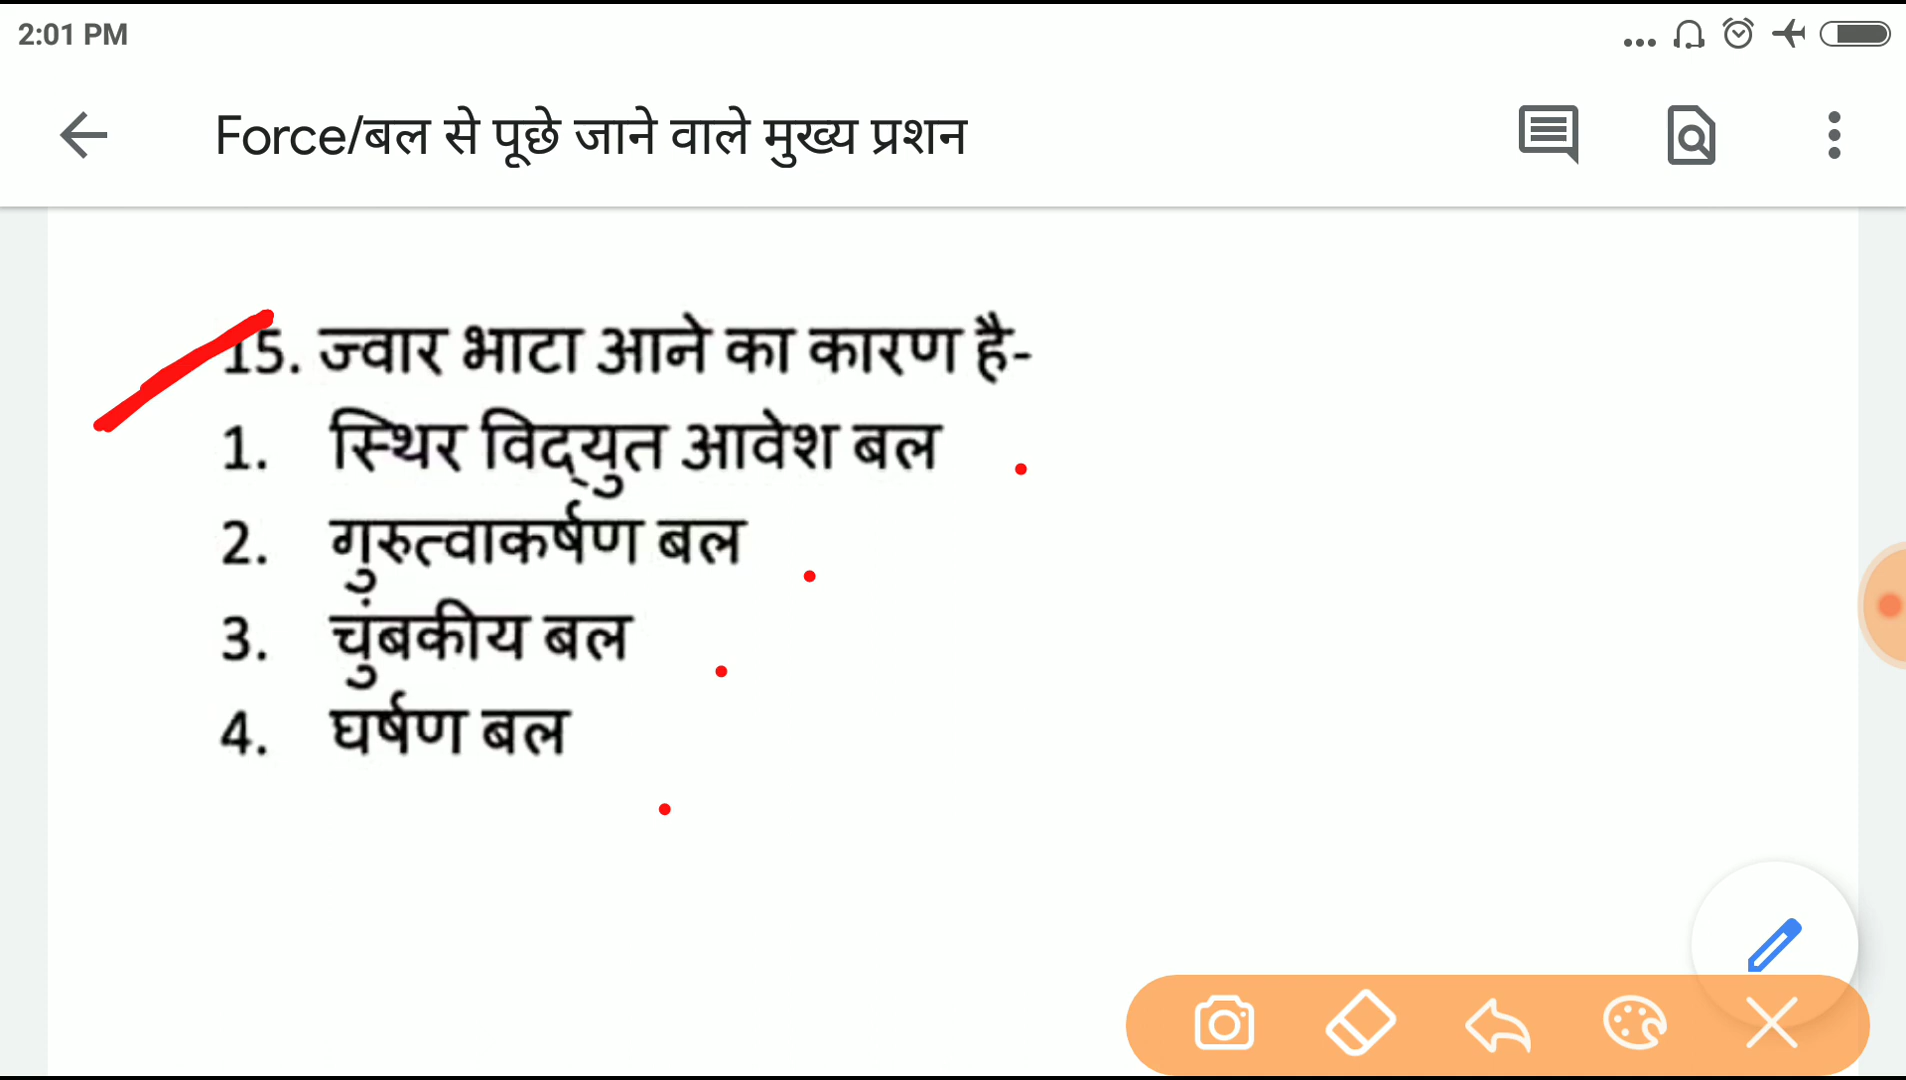 2:01 PM
Force/बल से पूछे जाने वाले मुख्य प्रशन
15. ज्वार भाटा आने का कारण है-
1. स्थिर विद्‌युत आवेश बल
2. गुरुत्वाकर्षण बल
3. चुंबकीय बल
4. घर्षण बल